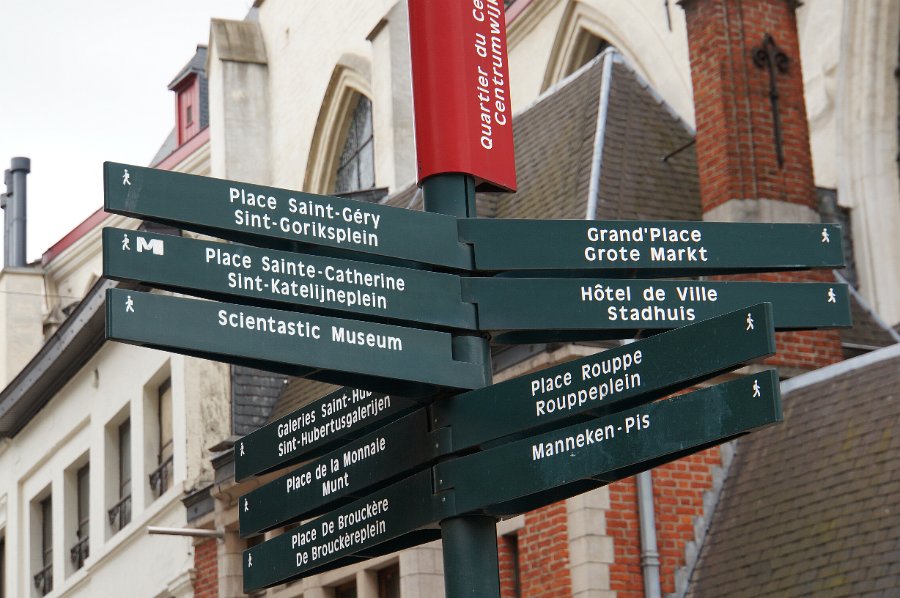 Quartier du Ce
Centrumwijk
Place Saint-Géry
Sint-Goriksplein
M
Place Sainte-Catherine
Sint-Katelijneplein
Scientastic Museum
Grand'Place
Grote Markt
Hôtel de Ville
Stadhuis
Place Rouppe
Rouppeplein
Manneken-Pis
Galeries Saint-Hub
Sint-Hubertusgalerijen
Place de la Monnaie
Munt
Place De Brouckère
De Brouckèreplein